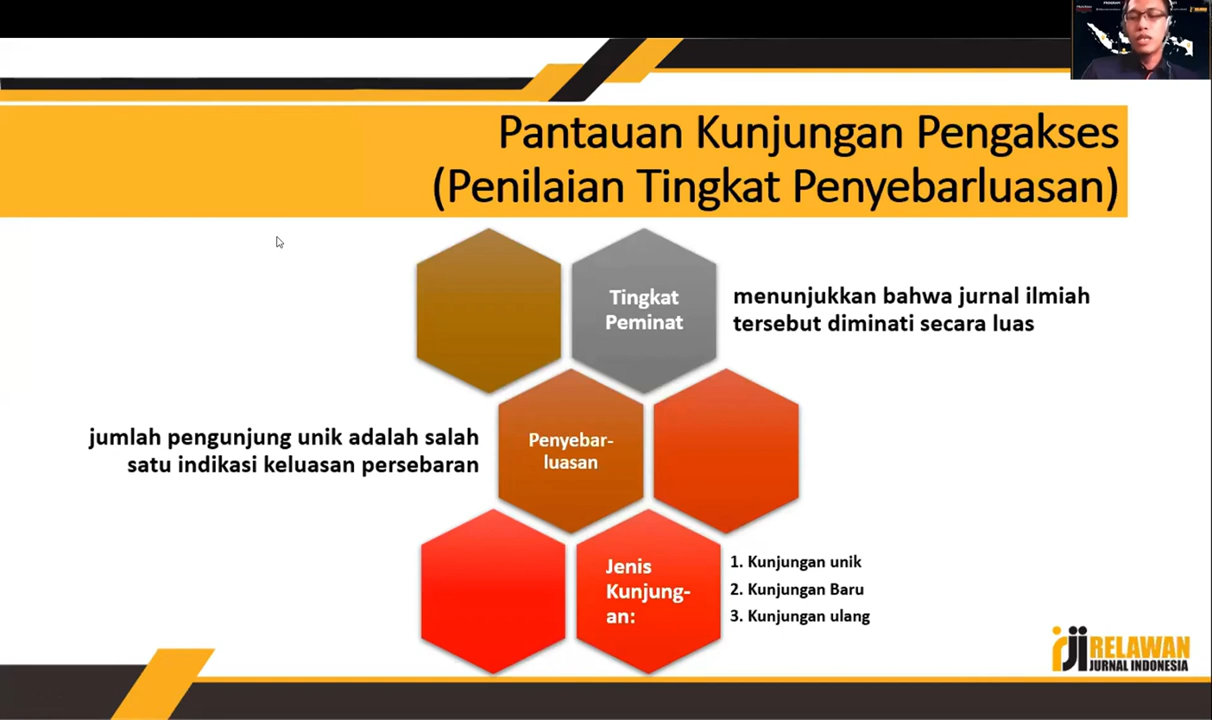 Pantauan Kunjungan Pengakses
(Penilaian Tingkat Penyebarluasan)
Tingkat
Peminat
menunjukkan bahwa jurnal ilmiah
tersebut diminati secara luas
jumlah pengunjung unik adalah salah
satu indikasi keluasan persebaran
Penyebar-
luasan
Jenis
Kunjung-
an:
1. Kunjungan unik
2. Kunjungan Baru
3. Kunjungan ulang
rji RELAWAN
JURNAL INDONESIA